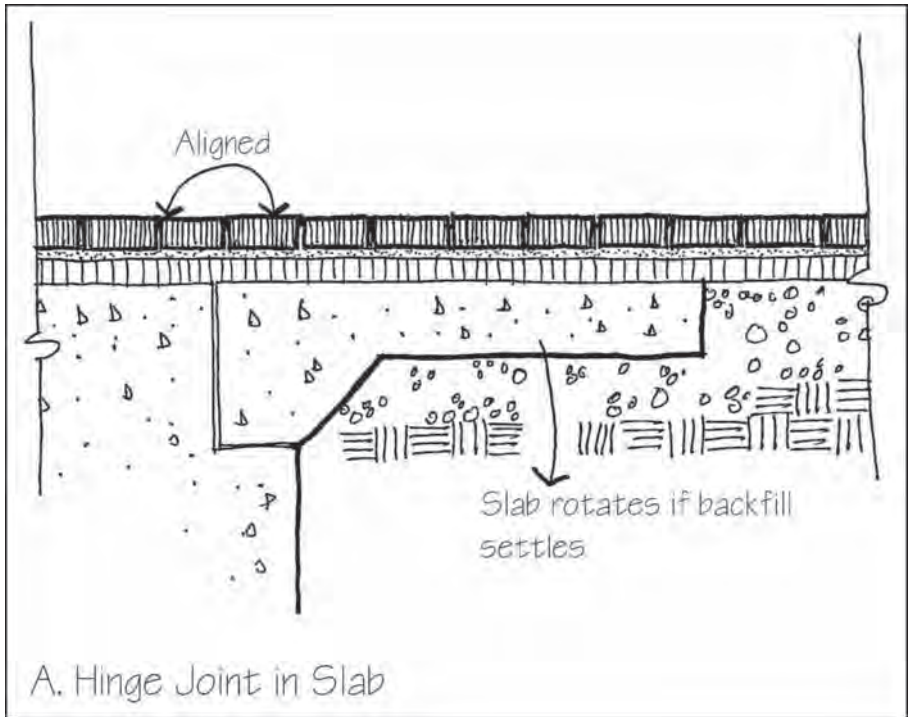 Aligned
Slab rotates if backfill
settles
A. Hinge Joint in Slab